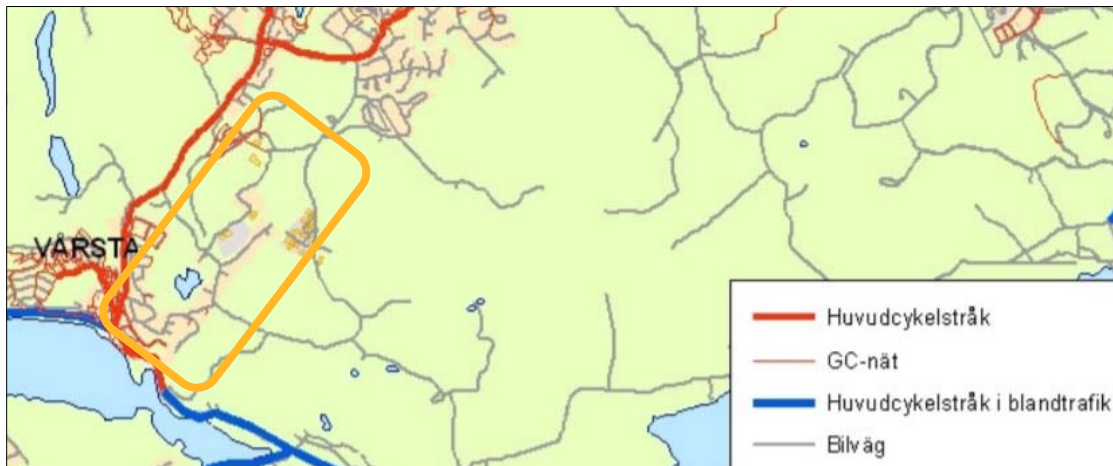 VÅRSTA
Huvudcykelstråk
GC-nät
Huvudcykelstråk i blandtrafik
Bilväg